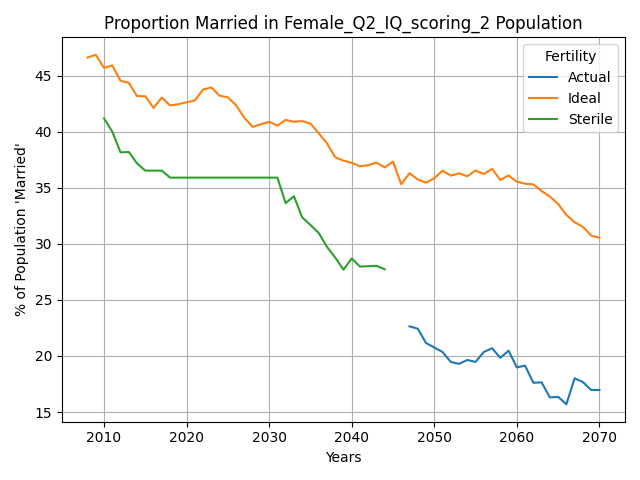 Proportion Married in Female_Q2_IQ_scoring_2 Population
% of Population 'Married'
45
40
35
30
25
20
15
Fertility
Actual
Ideal
Sterile
2010 2020 2030 2040 2050 2060 2070
Years